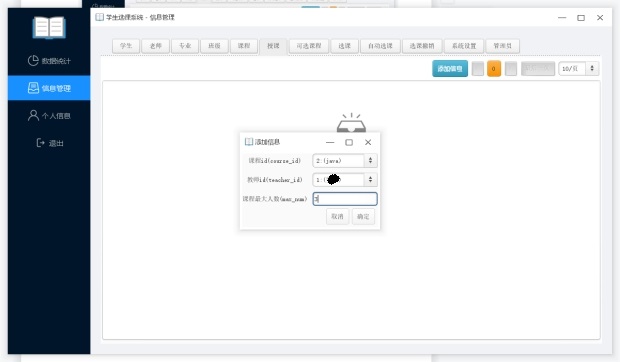 学生选课系统 - 信息管理
数据统计
信息管理
个人信息
退出
学生 老师 专业 班级 课程 授课 可选课程 选课 自动选课 选课撤销 系统设置 管理员
添加信息 0 10/页
添加信息
课程id(course_id) 2 (java)
教师id(teacher_id) 1
课程最大人数(max_num) 3
取消 确定